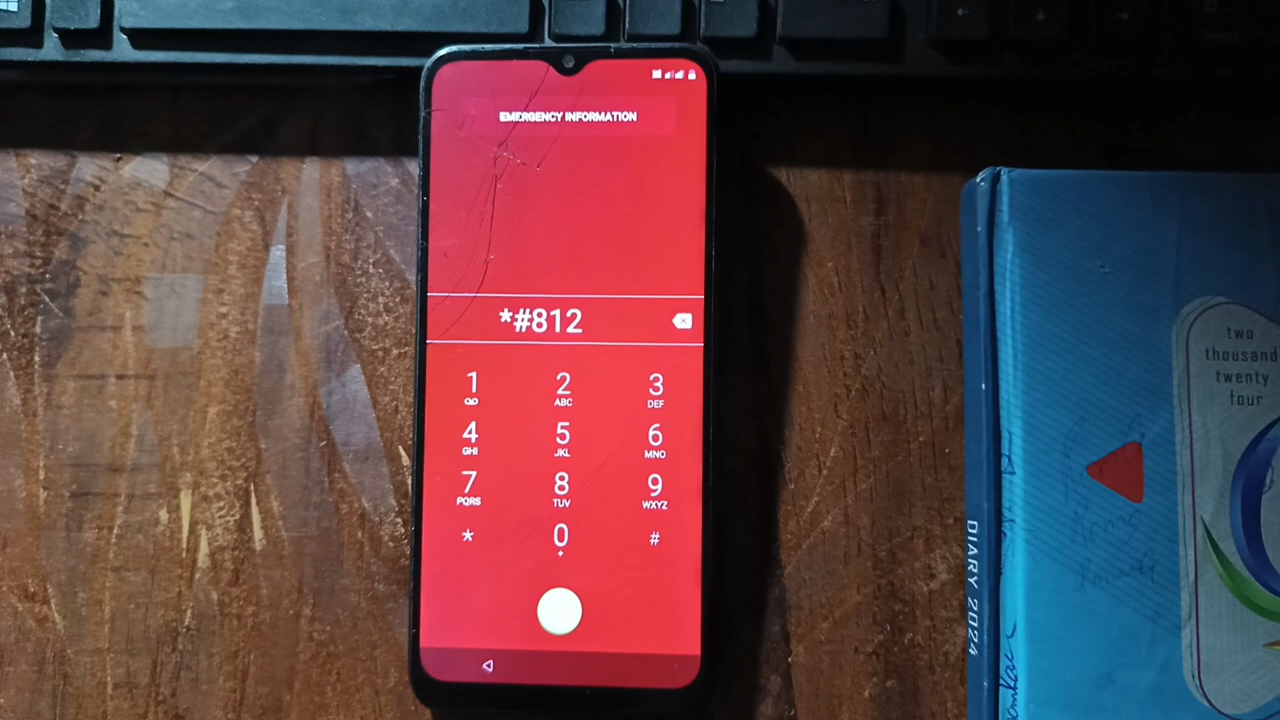 EMERGENCY INFORMATION
*#812
1 2 3
ABC DEF
4 5 6
GHI JKL MNO
7 8 9
PQRS TUV WXYZ
* 0 #
+
two
thousand
twenty
four
DIARY 2024